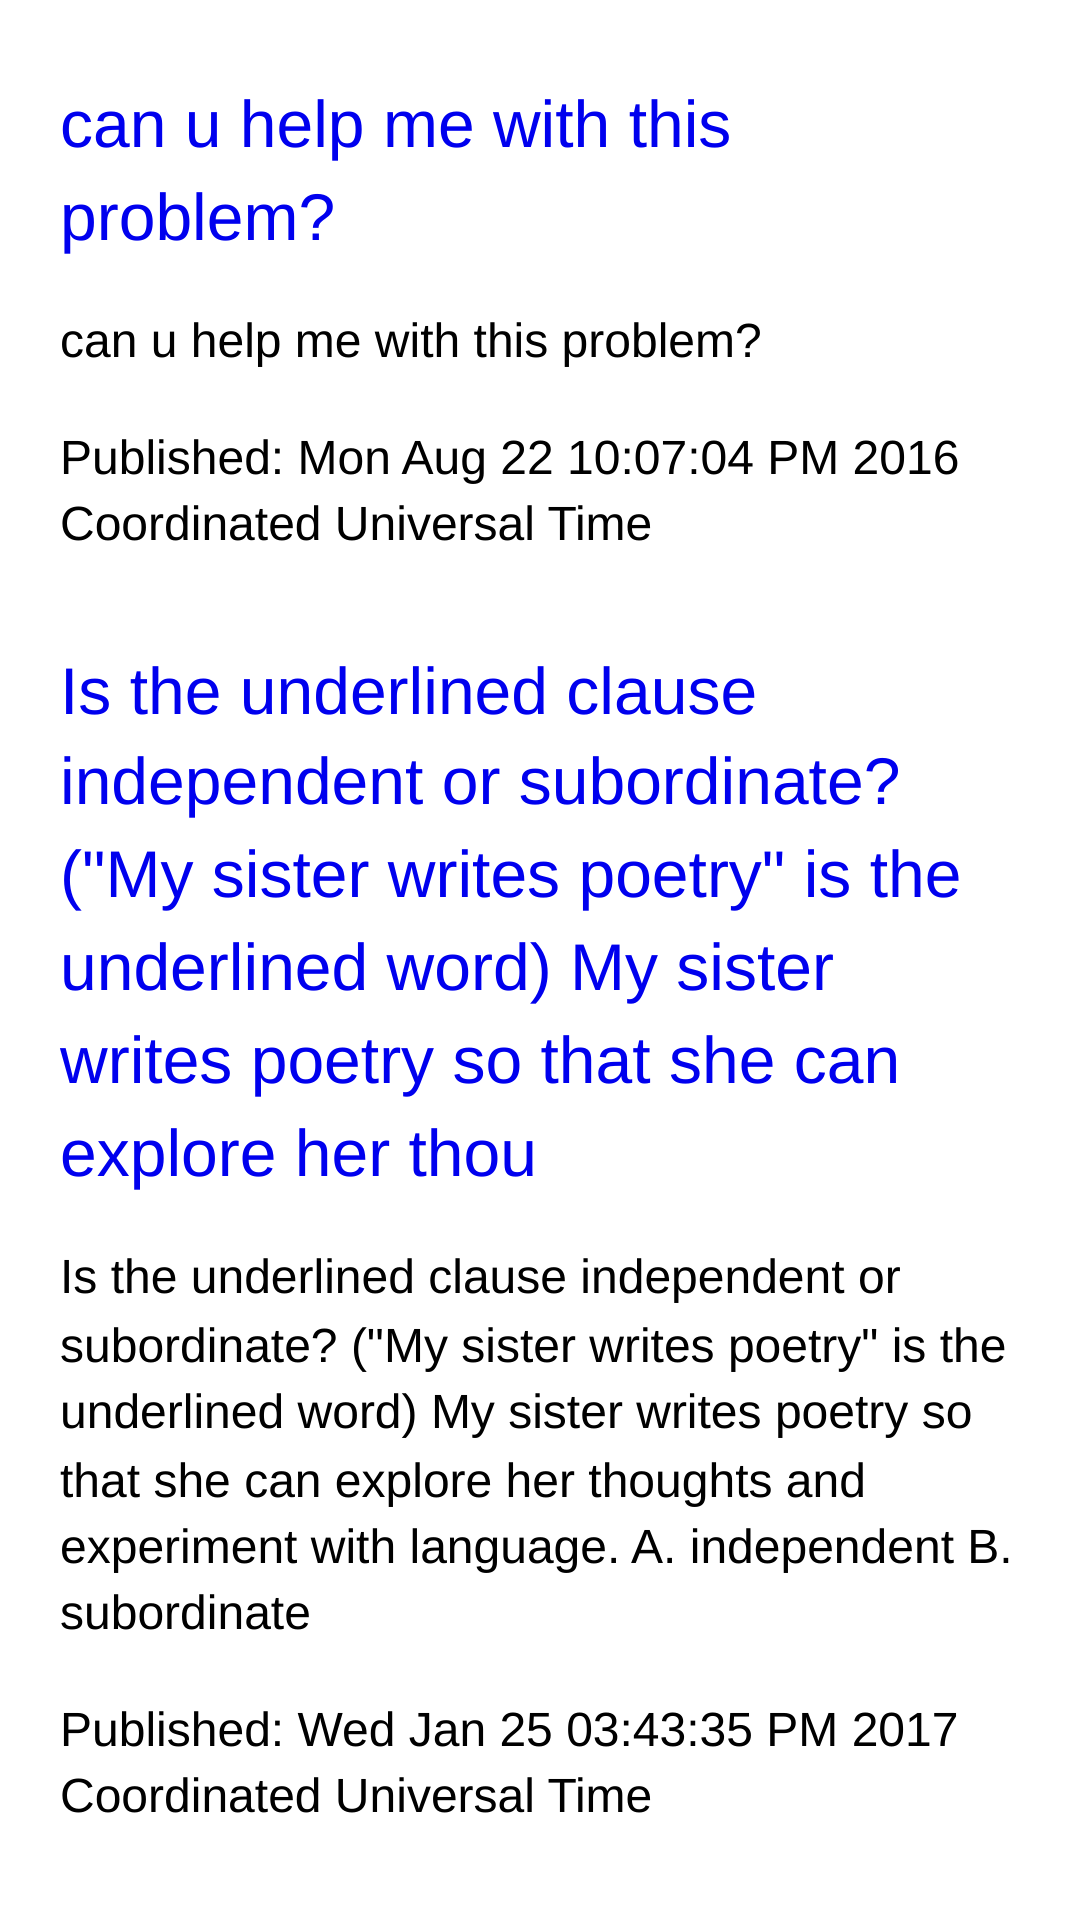 can u help me with this
problem?
can u help me with this problem?
Published: Mon Aug 22 10:07:04 PM 2016
Coordinated Universal Time
Is the underlined clause
independent or subordinate?
("My sister writes poetry" is the
underlined word) My sister
writes poetry so that she can
explore her thou
Is the underlined clause independent or
subordinate? ("My sister writes poetry" is the
underlined word) My sister writes poetry so
that she can explore her thoughts and
experiment with language. A. independent B.
subordinate
Published: Wed Jan 25 03:43:35 PM 2017
Coordinated Universal Time